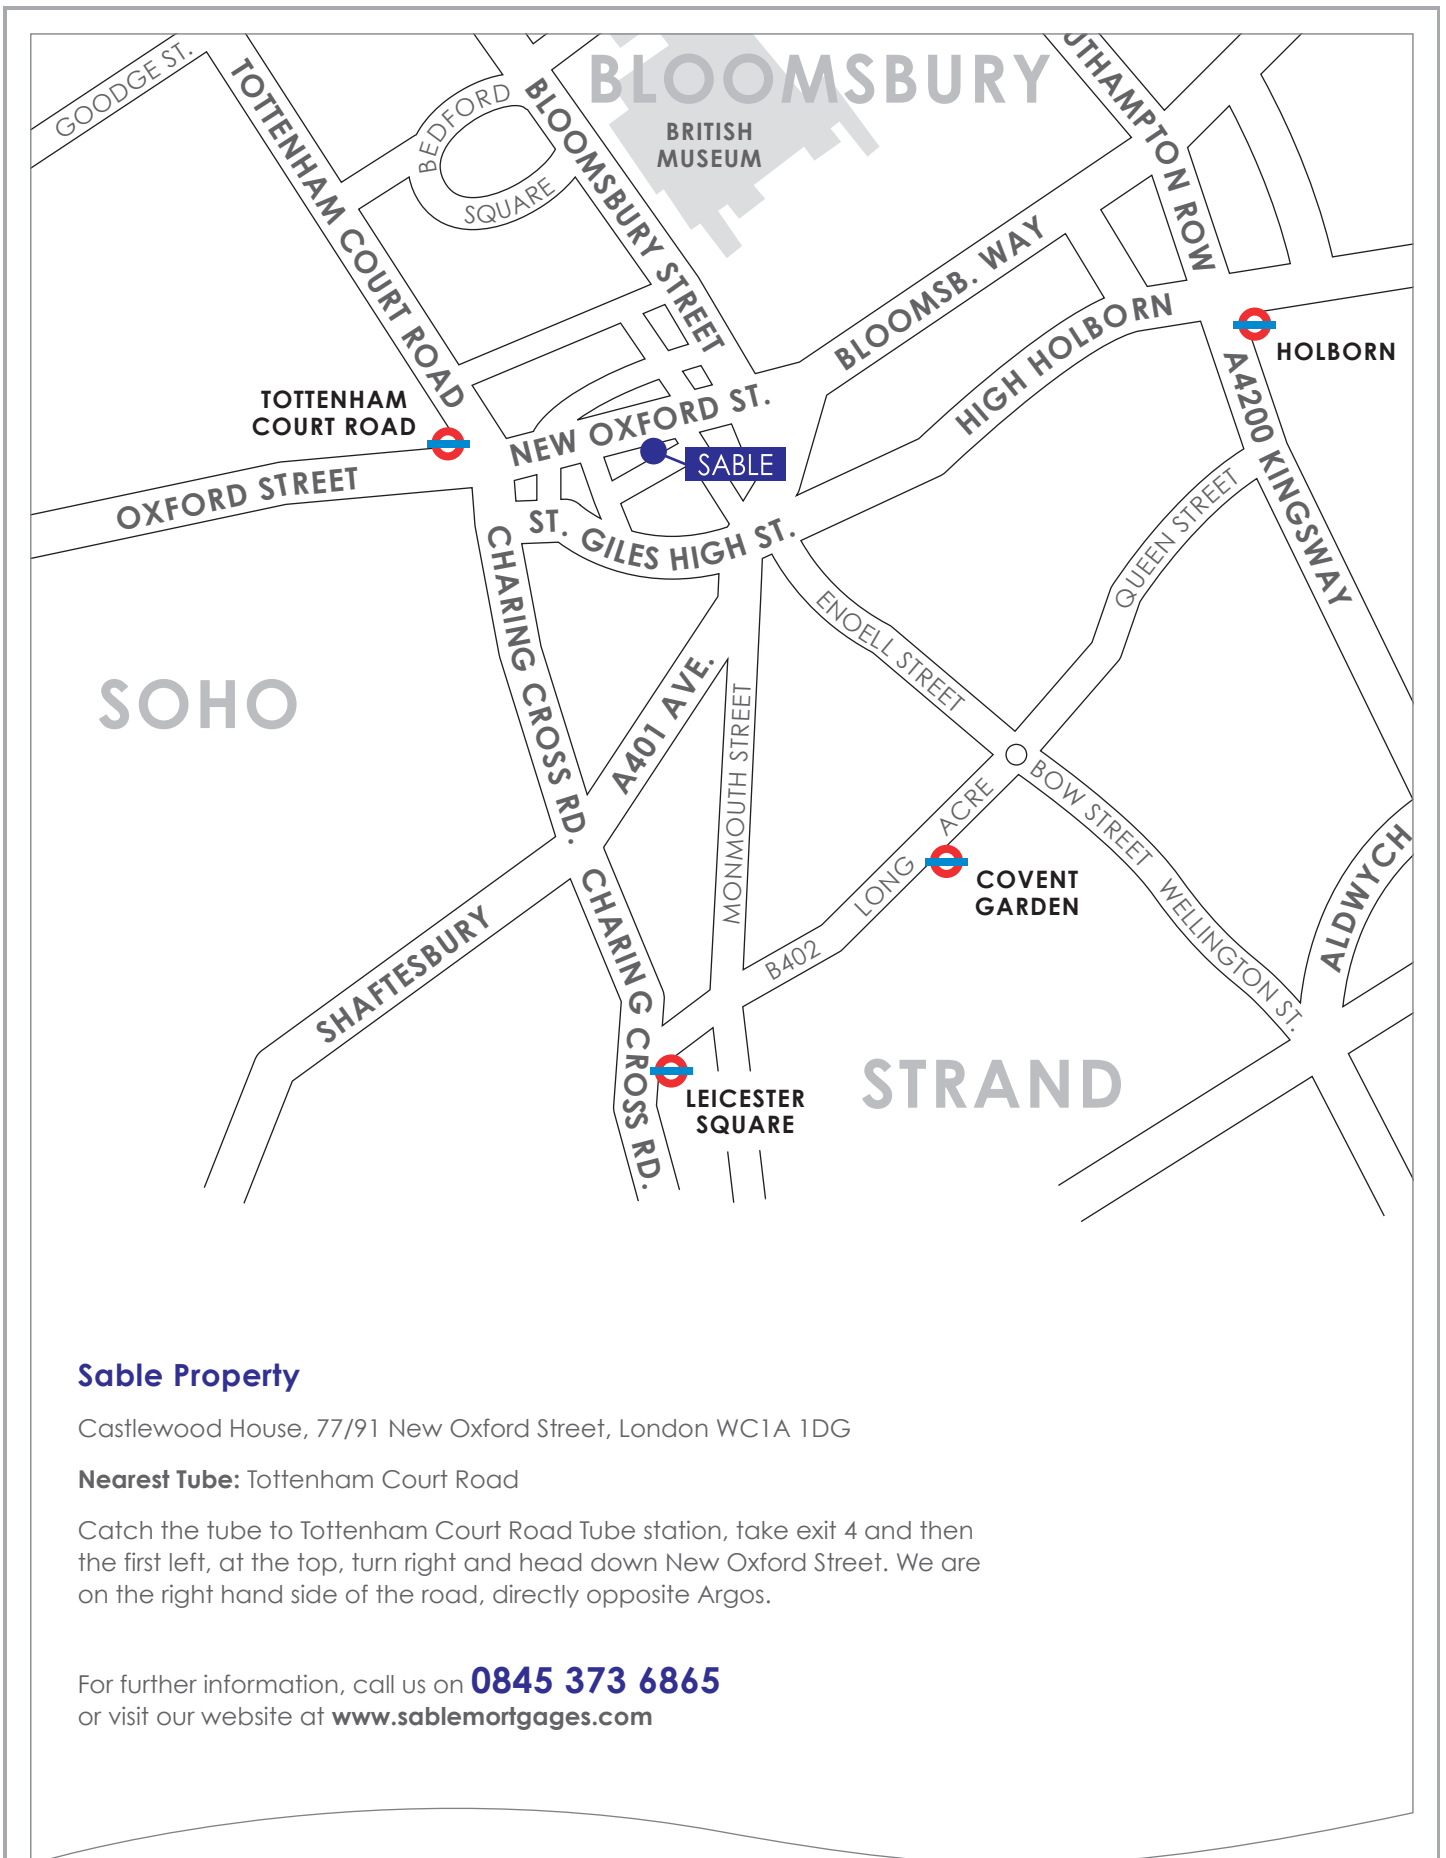 GOODGE ST.
TOTTENHAM COURT ROAD
BEDFORD
SQUARE
BLOOMSBURY STREET
BLOOMSBURY
BRITISH
MUSEUM
UTHAMPTON ROW
BLOOMSB. WAY
HIGH HOLBORN
HOLBORN
A4200 KINGSWAY
TOTTENHAM
COURT ROAD
NEW OXFORD ST.
SABLE
OXFORD STREET
ST. GILES HIGH ST.
CHARING CROSS RD.
QUEEN STREET
ENOELL STREET
SOHO
A401 AVE.
MONMOUTH STREET
BOW STREET
LONG ACRE
COVENT
GARDEN
WELLINGTON ST.
ALDWYCH
B402
SHAFTESBURY
CHARING CROSS RD.
LEICESTER
SQUARE
STRAND
Sable Property
Castlewood House, 77/91 New Oxford Street, London WC1A 1DG
Nearest Tube: Tottenham Court Road
Catch the tube to Tottenham Court Road Tube station, take exit 4 and then
the first left, at the top, turn right and head down New Oxford Street. We are
on the right hand side of the road, directly opposite Argos.
For further information, call us on 0845 373 6865
or visit our website at www.sablemortgages.com